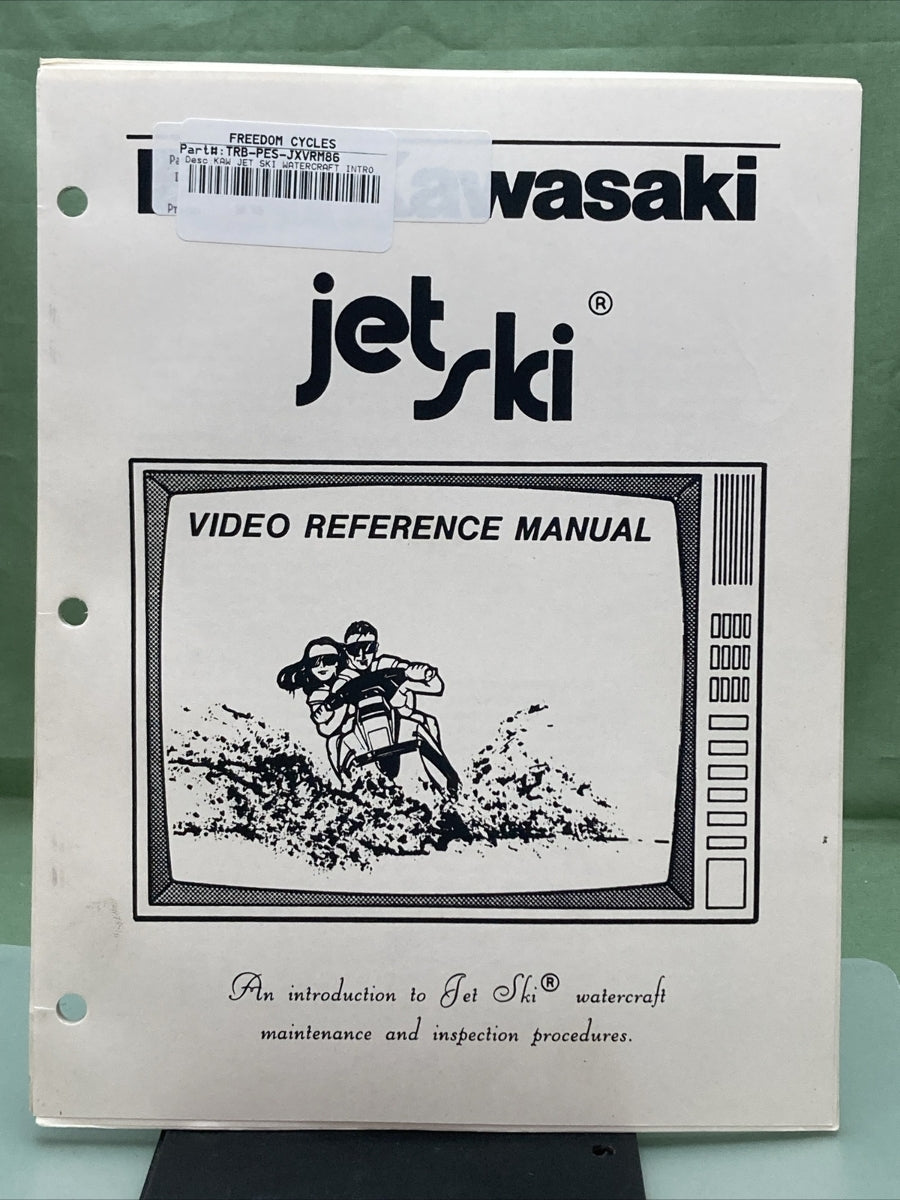 FREEDOM CYCLES
Part#: TRB-PES-JXVRM86
Desc KAW JET SKI WATERCRAFT INTRO
Kawasaki
jet ski ®
VIDEO REFERENCE MANUAL
An introduction to Jet Ski® watercraft
maintenance and inspection procedures.